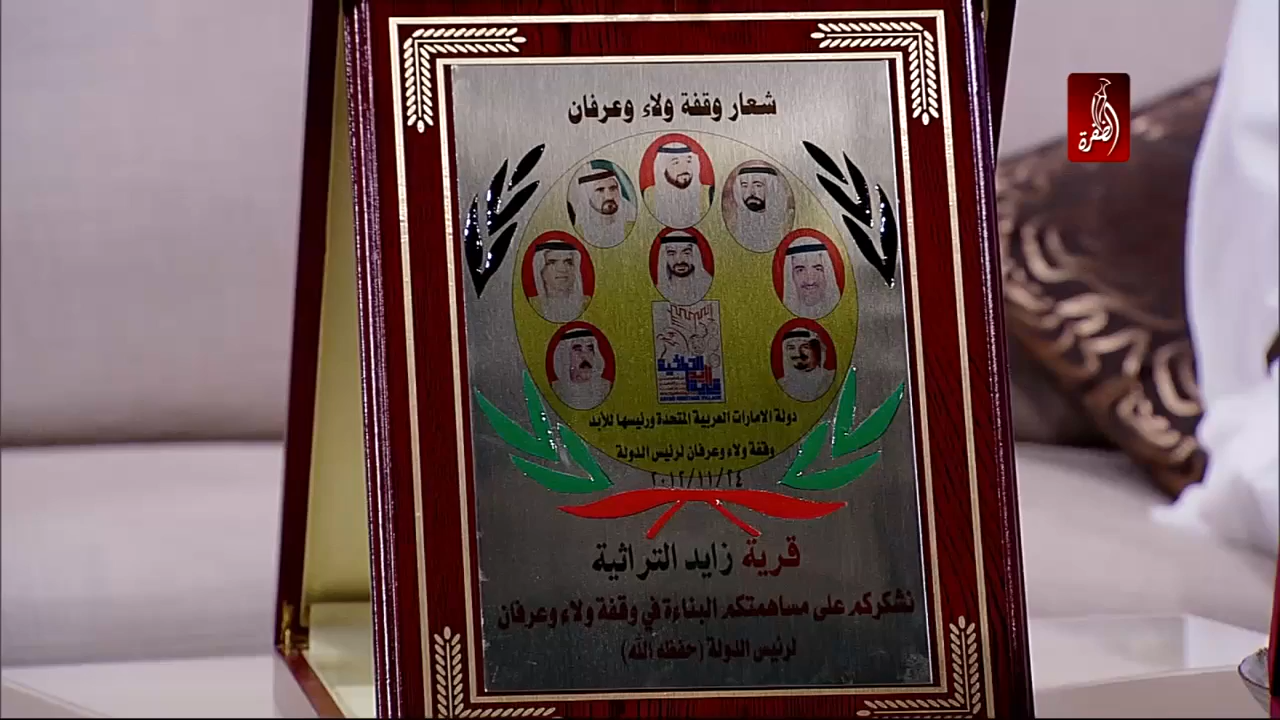 شعار وقفة ولاء وعرفان
الظفرة
دولة الامارات العربية المتحدة ورئيسها للأبد
وقفة ولاء وعرفان لرئيس الدولة
٢٠١٢/١١/٢٤
قرية زايد التراثية
نشكركم على مساهمتكم البناءة في وقفة ولاء وعرفان
لرئيس الدولة (حفظه الله)